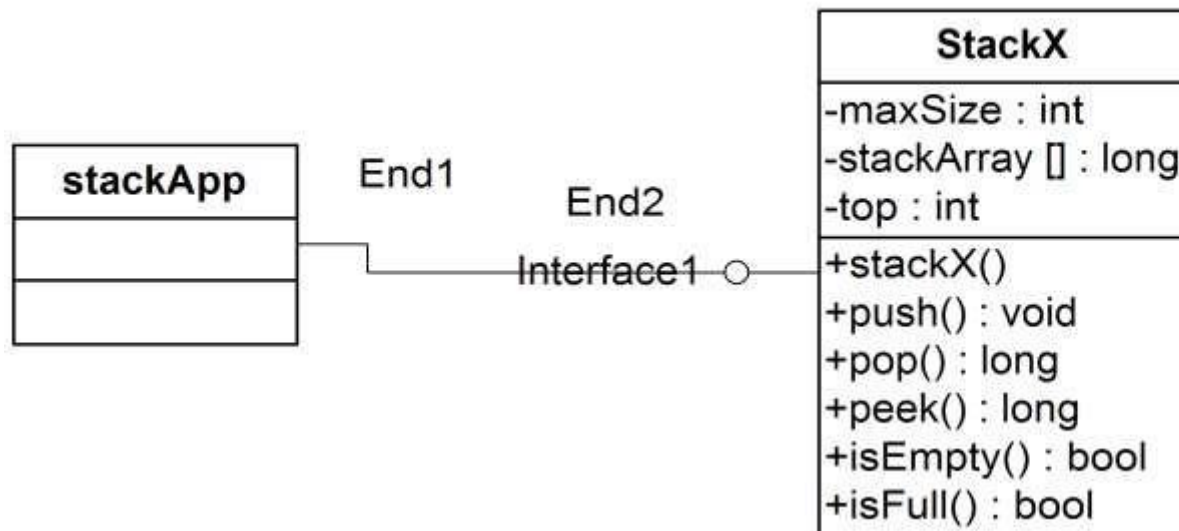 stackApp
End1
End2
Interface1
StackX
-maxSize : int
-stackArray [] : long
-top : int
+stackX()
+push() : void
+pop() : long
+peek() : long
+isEmpty() : bool
+isFull() : bool